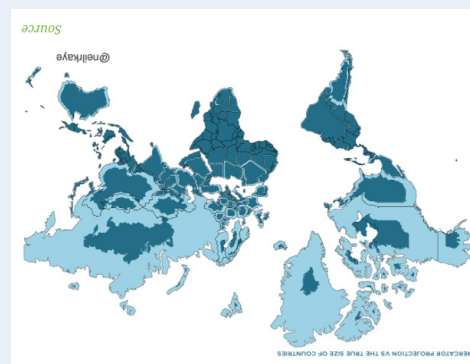 MERCATOR PROJECTION VS THE TRUE SIZE OF COUNTRIES
@neilrkaye
Source